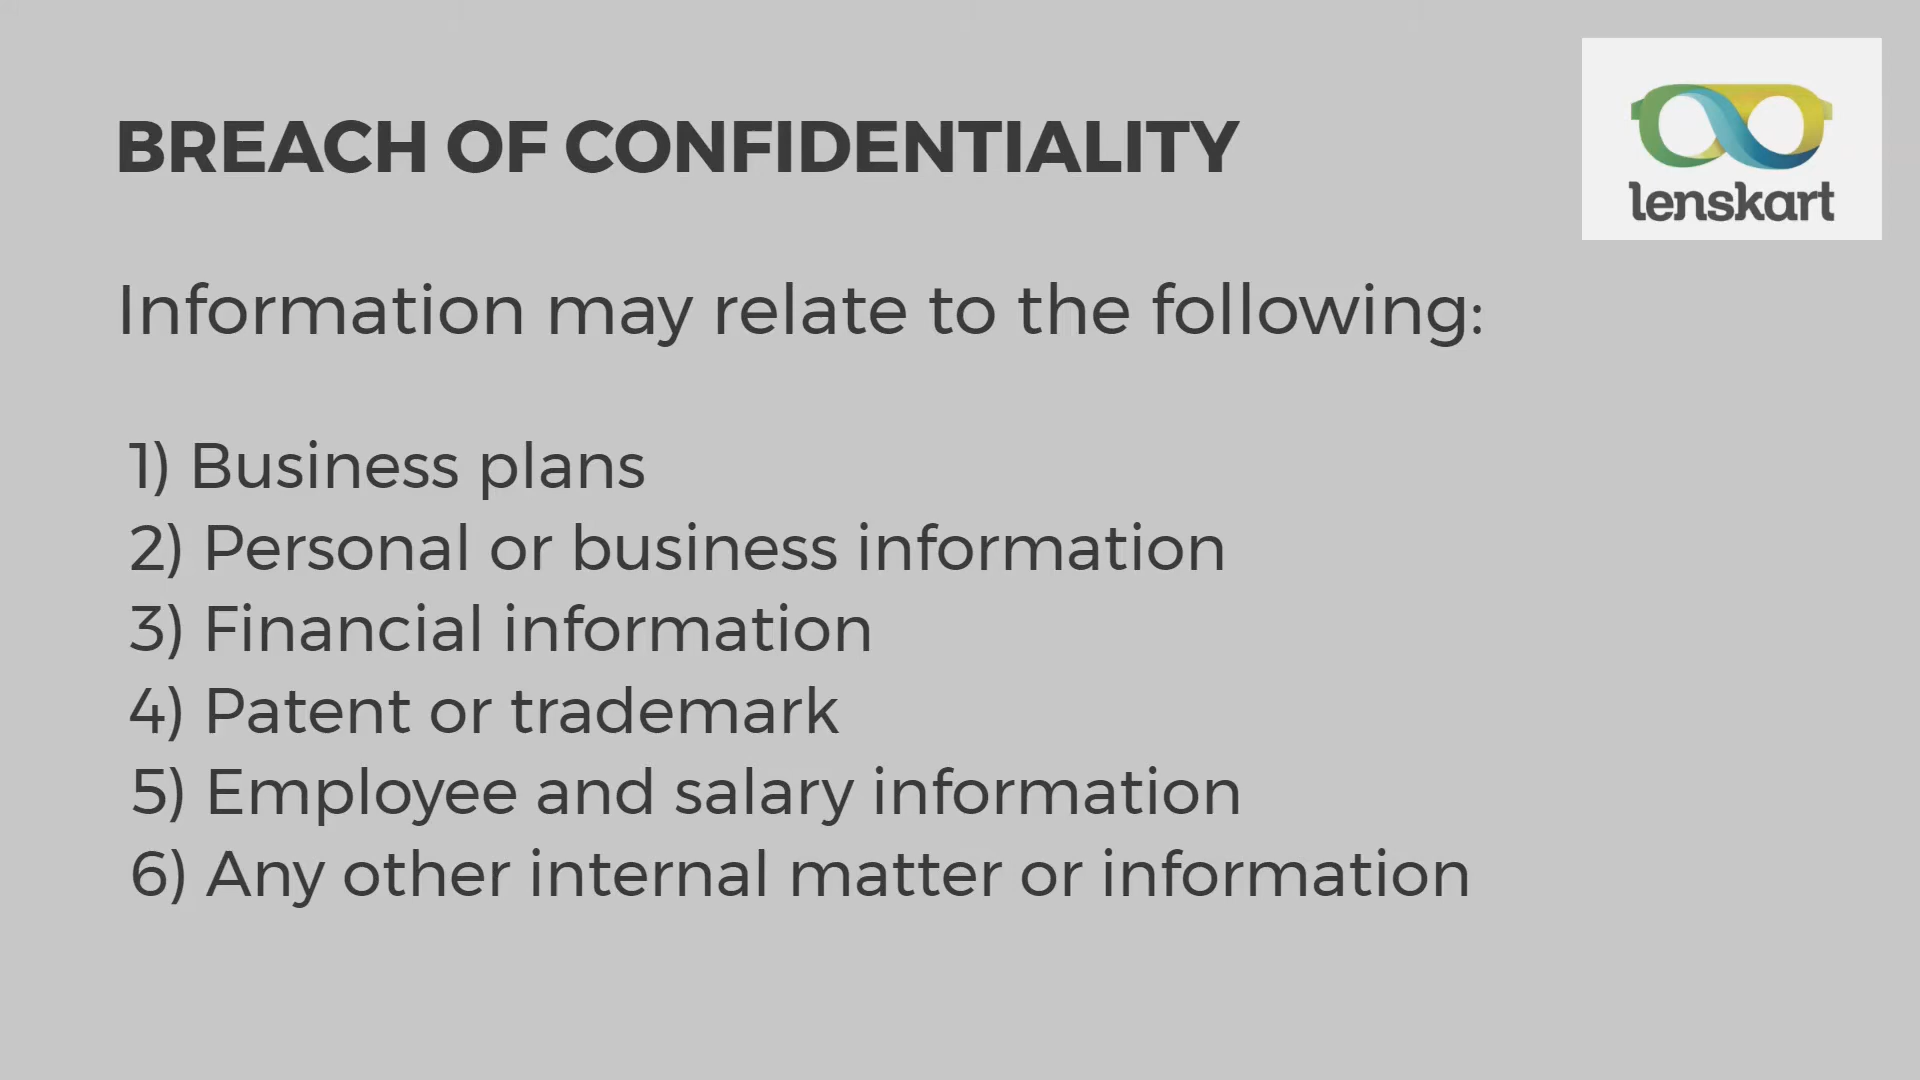 BREACH OF CONFIDENTIALITY
lenskart
Information may relate to the following:
1) Business plans
2) Personal or business information
3) Financial information
4) Patent or trademark
5) Employee and salary information
6) Any other internal matter or information